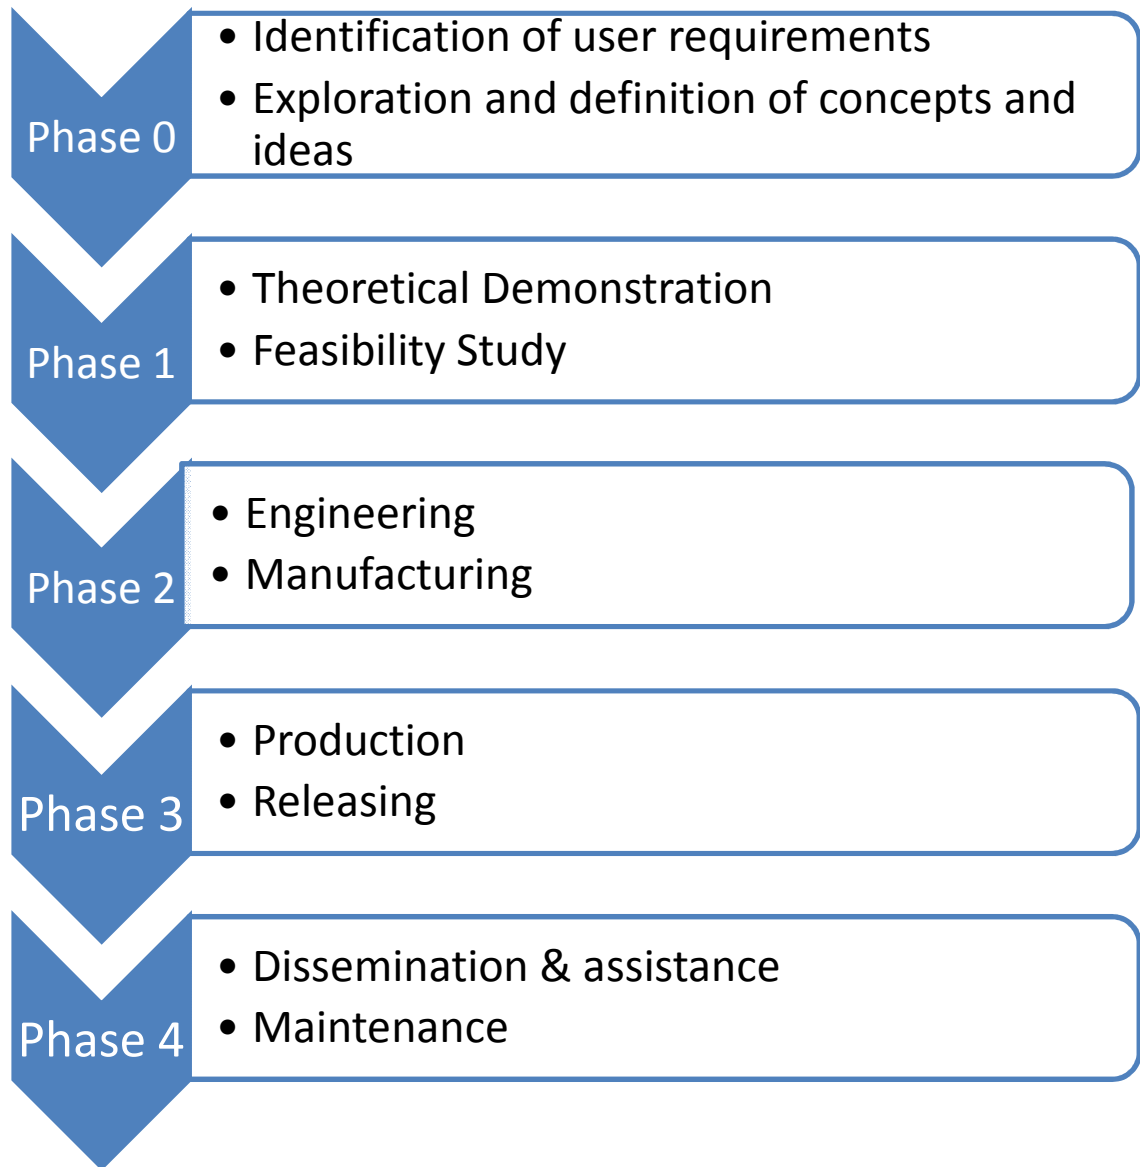 Phase 0
• Identification of user requirements
• Exploration and definition of concepts and
ideas
Phase 1
• Theoretical Demonstration
• Feasibility Study
Phase 2
• Engineering
• Manufacturing
Phase 3
• Production
• Releasing
Phase 4
• Dissemination & assistance
• Maintenance